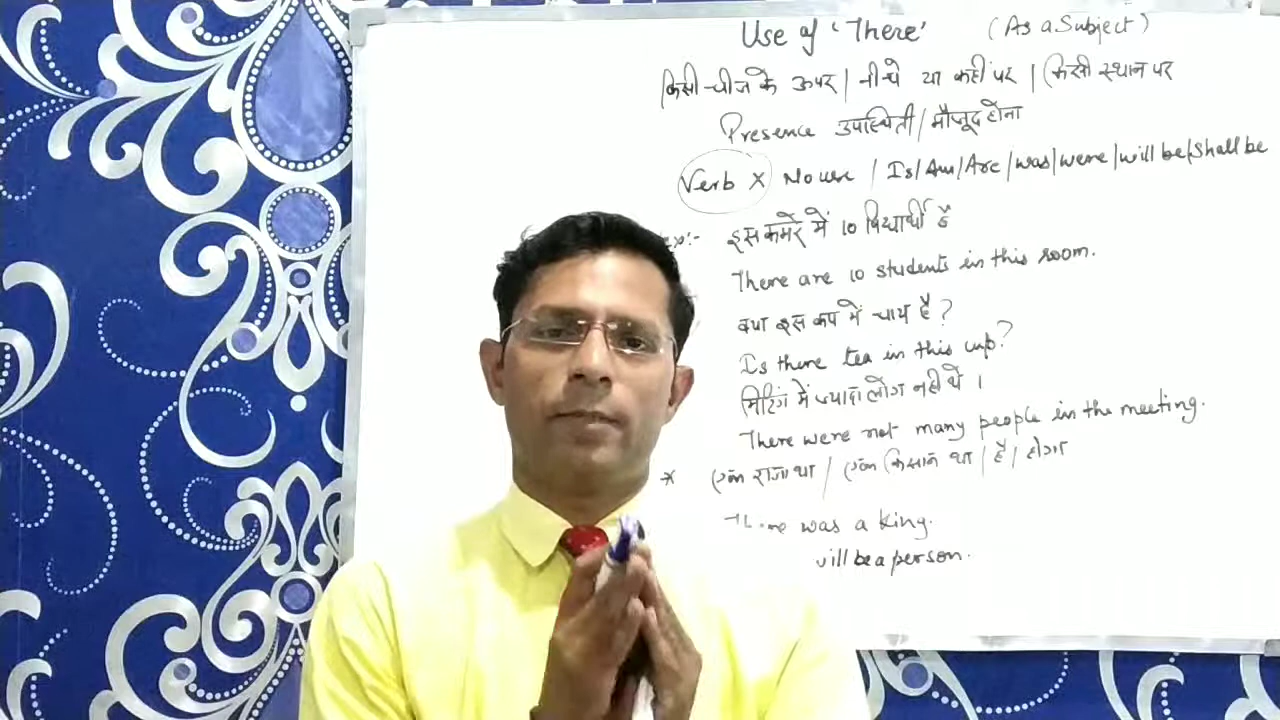 Use of 'There' (As a Subject)
किसी चीज के ऊपर / नीचे या कहीं पर / किसी स्थान पर
Presence उपस्थिती / मौजूद होना
Verb X Noun / Is/Am/Are/was/were/will be/shall be
Ex:- इस कमरें में 10 विद्यार्थी हैं
There are 10 students in this room.
क्या इस कप में चाय है?
Is there tea in this cup?
मिटिंग में ज्यादा लोग नही थे ।
There were not many people in the meeting.
* एक राजा था / एक किसान था / है / होगा
There was a king.
will be a person.